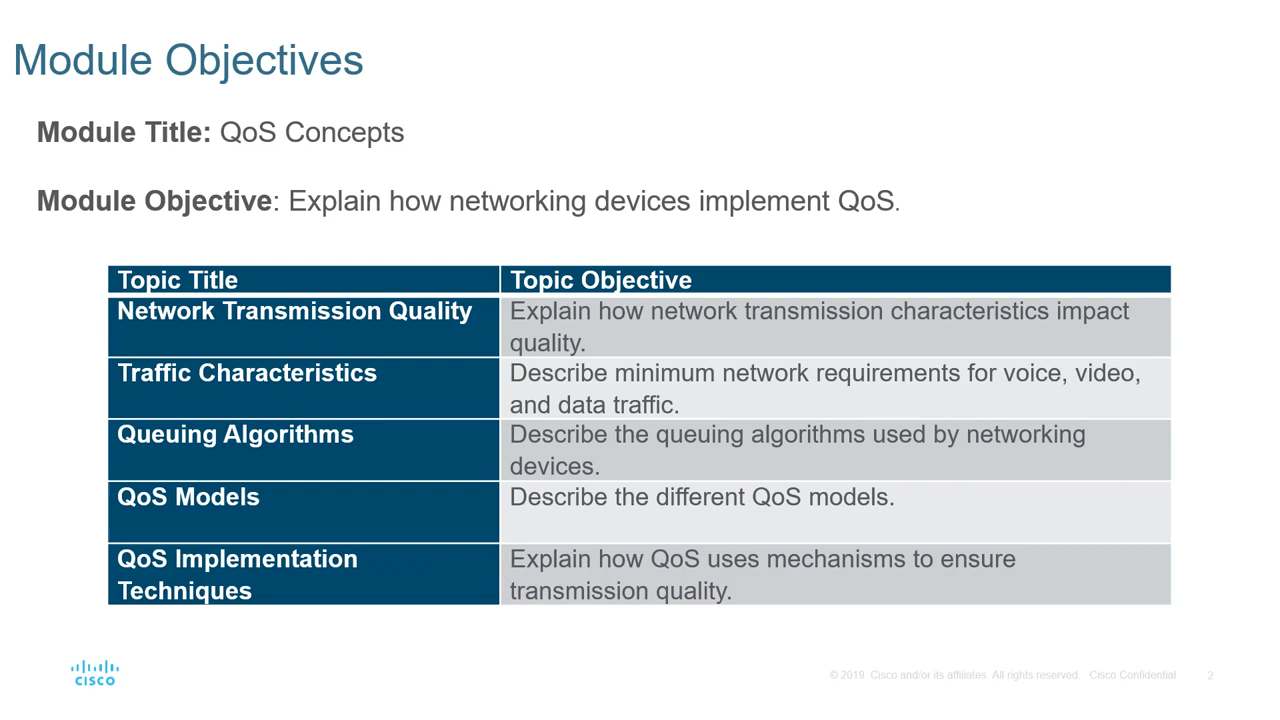 Module Objectives
Module Title: QoS Concepts
Module Objective: Explain how networking devices implement QoS.
Topic Title Topic Objective
Network Transmission Quality Explain how network transmission characteristics impact
quality.
Traffic Characteristics Describe minimum network requirements for voice, video,
and data traffic.
Queuing Algorithms Describe the queuing algorithms used by networking
devices.
QoS Models Describe the different QoS models.
QoS Implementation Explain how QoS uses mechanisms to ensure
Techniques transmission quality.
CISCO © 2019 Cisco and/or its affiliates. All rights reserved. Cisco Confidential 2